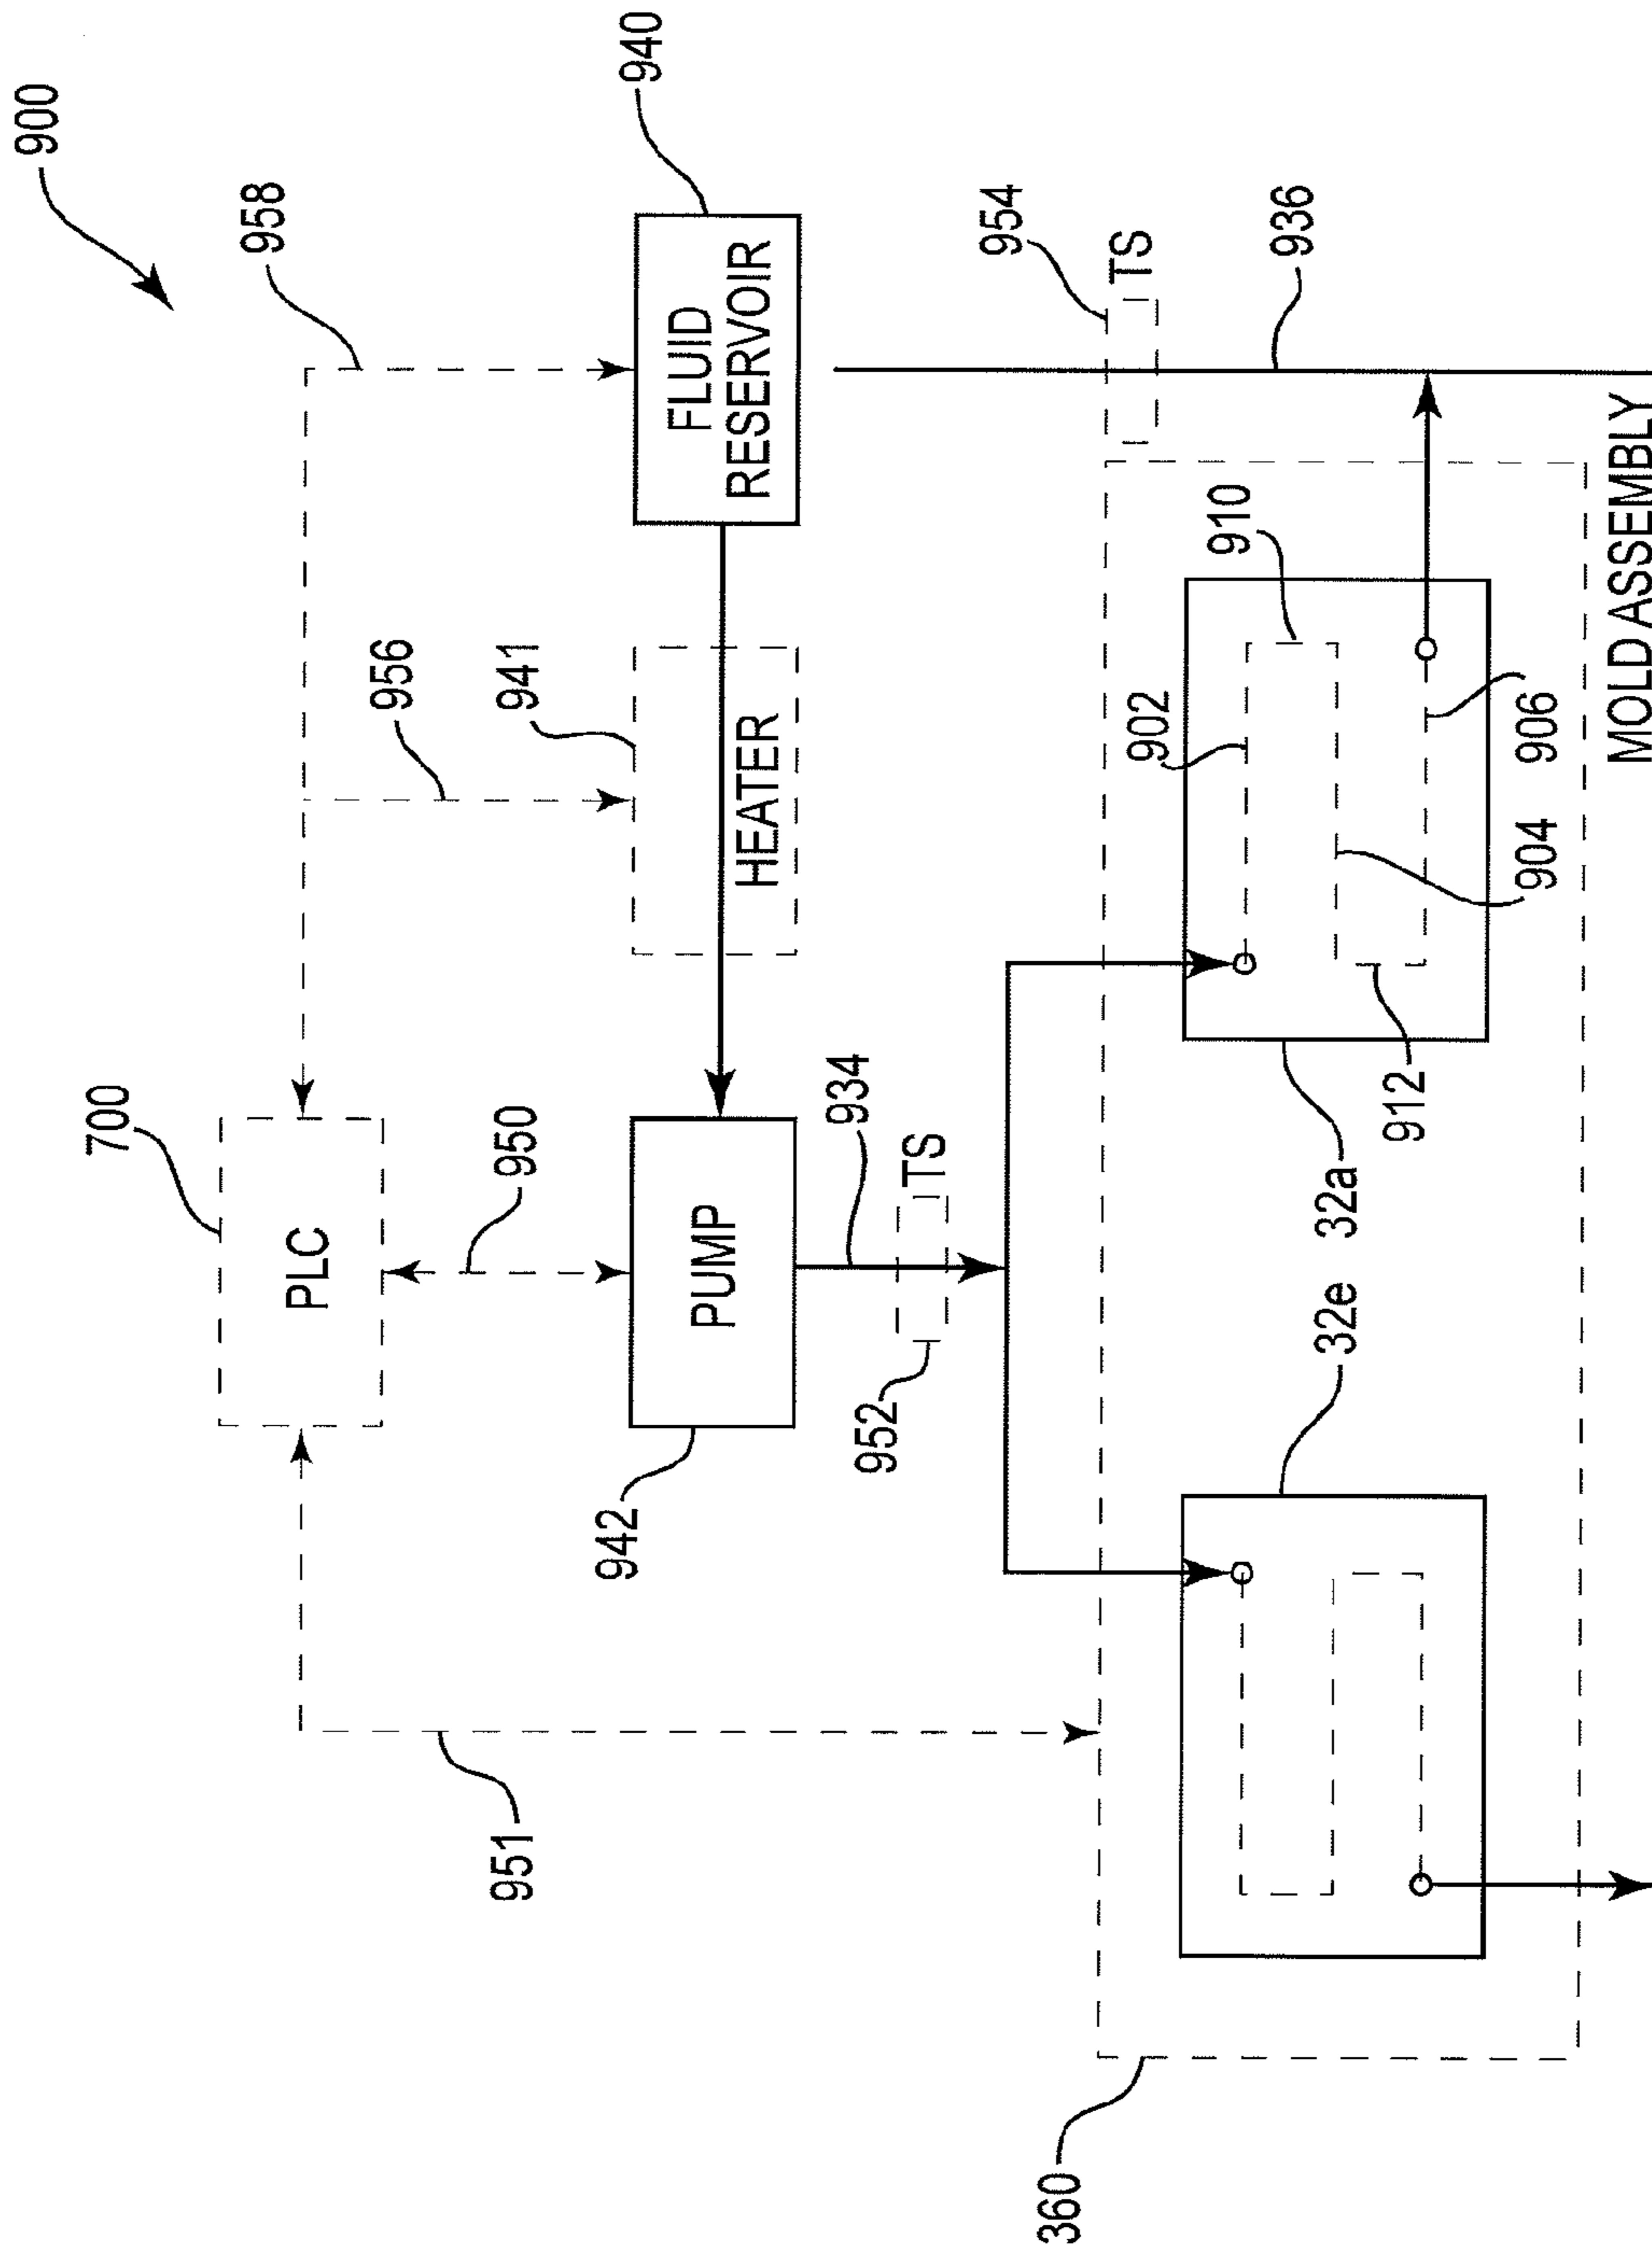 900
700
958
PLC
956
951
950
941
942
940
FLUID
RESERVOIR
PUMP
HEATER
934
952
TS
954
360
TS
902
910
936
32e
32a
912
904
906
MOLD ASSEMBLY